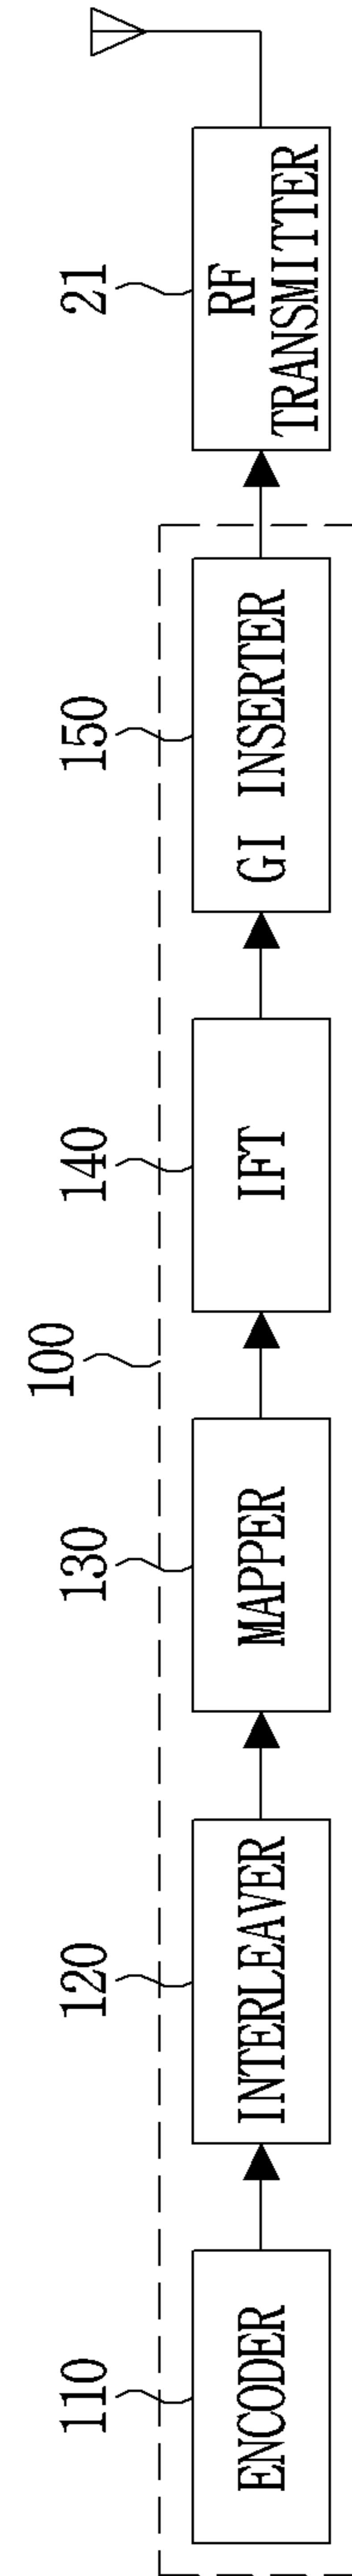 100
110
120
130
140
150
21
ENCODER
INTERLEAVER
MAPPER
IFT
GI INSERTER
RF
TRANSMITTER